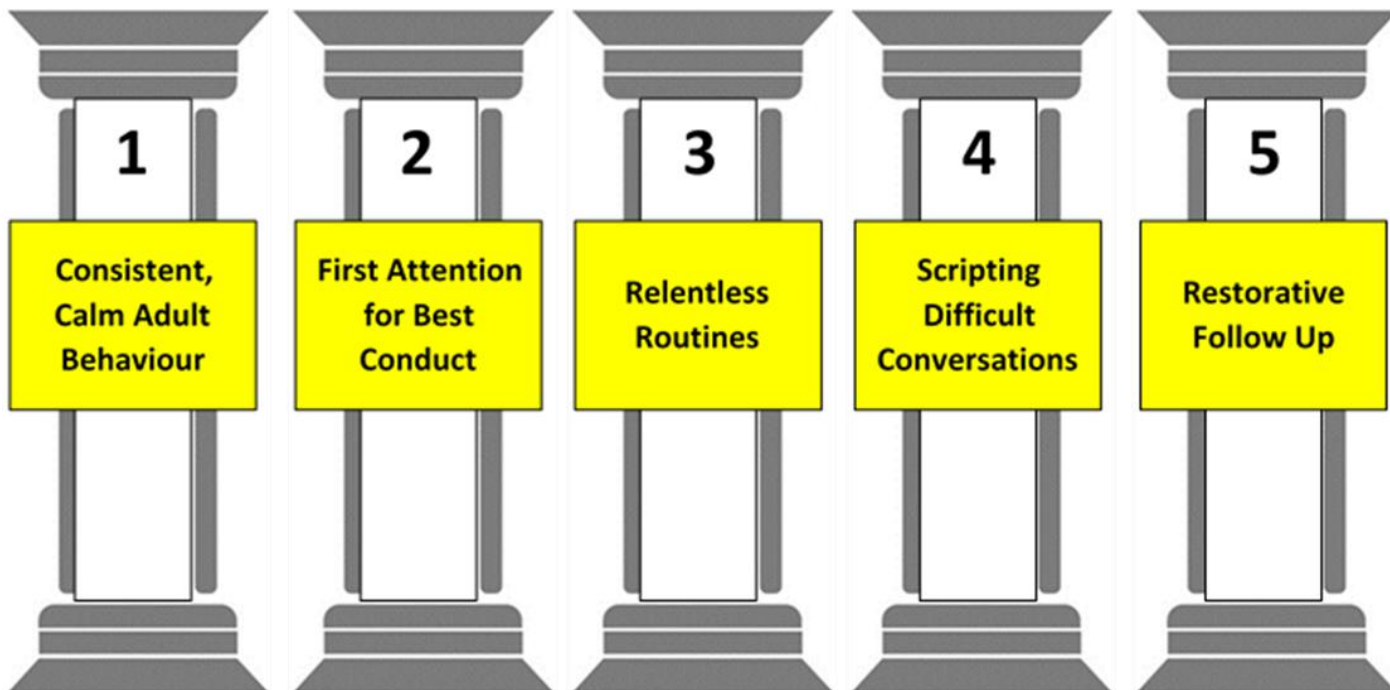 1
Consistent,
Calm Adult
Behaviour
2
First Attention
for Best
Conduct
3
Relentless
Routines
4
Scripting
Difficult
Conversations
5
Restorative
Follow Up